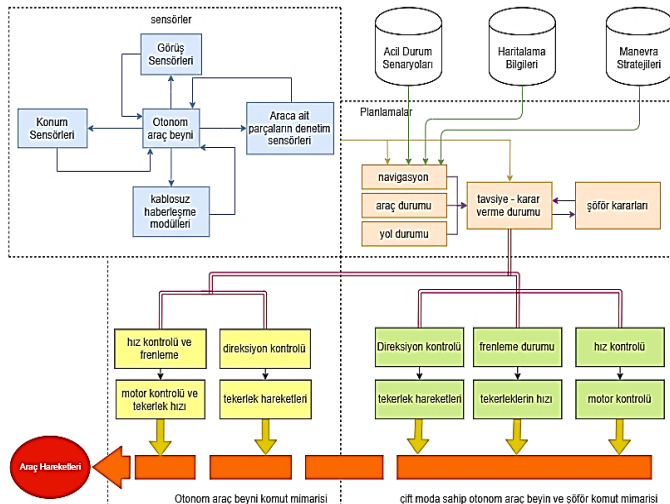 sensörler
Görüş
Sensörleri
Konum
Sensörleri
Otonom
araç beyni
Araca ait
parçaların denetim
sensörleri
kablosuz
haberleşme
modülleri
Acil Durum
Senaryoları
Haritalama
Bilgileri
Manevra
Stratejileri
Planlamalar
navigasyon
araç durumu
yol durumu
tavsiye - karar
verme durumu
şöför kararları
hız kontrolü ve
frenleme
direksiyon kontrolü
motor kontrolü ve
tekerlek hızı
tekerlek hareketleri
Direksiyon kontrolü
frenleme durumu
hız kontrolü
tekerlek hareketleri
tekerleklerin hızı
motor kontrolü
Araç Hareketleri
Otonom araç beyni komut mimarisi
çift moda sahip otonom araç beyin ve şöför komut mimarisi